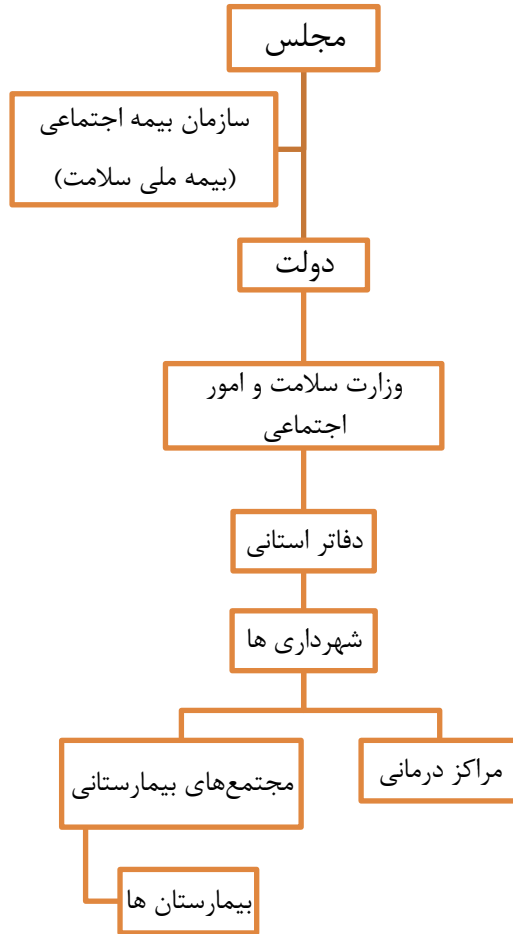 مجلس
سازمان بیمه اجتماعی
(بیمه ملی سلامت)
دولت
وزارت سلامت و امور
اجتماعی
دفاتر استانی
شهرداری ها
مراکز درمانی
مجتمع‌های بیمارستانی
بیمارستان ها